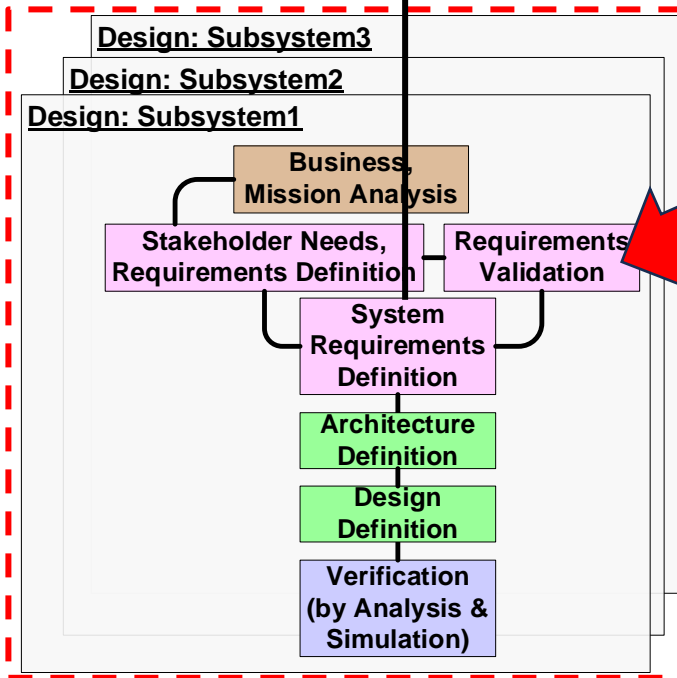 Design: Subsystem3
Design: Subsystem2
Design: Subsystem1
Business,
Mission Analysis
Stakeholder Needs,
Requirements Definition
Requirements
Validation
System
Requirements
Definition
Architecture
Definition
Design
Definition
Verification
(by Analysis &
Simulation)